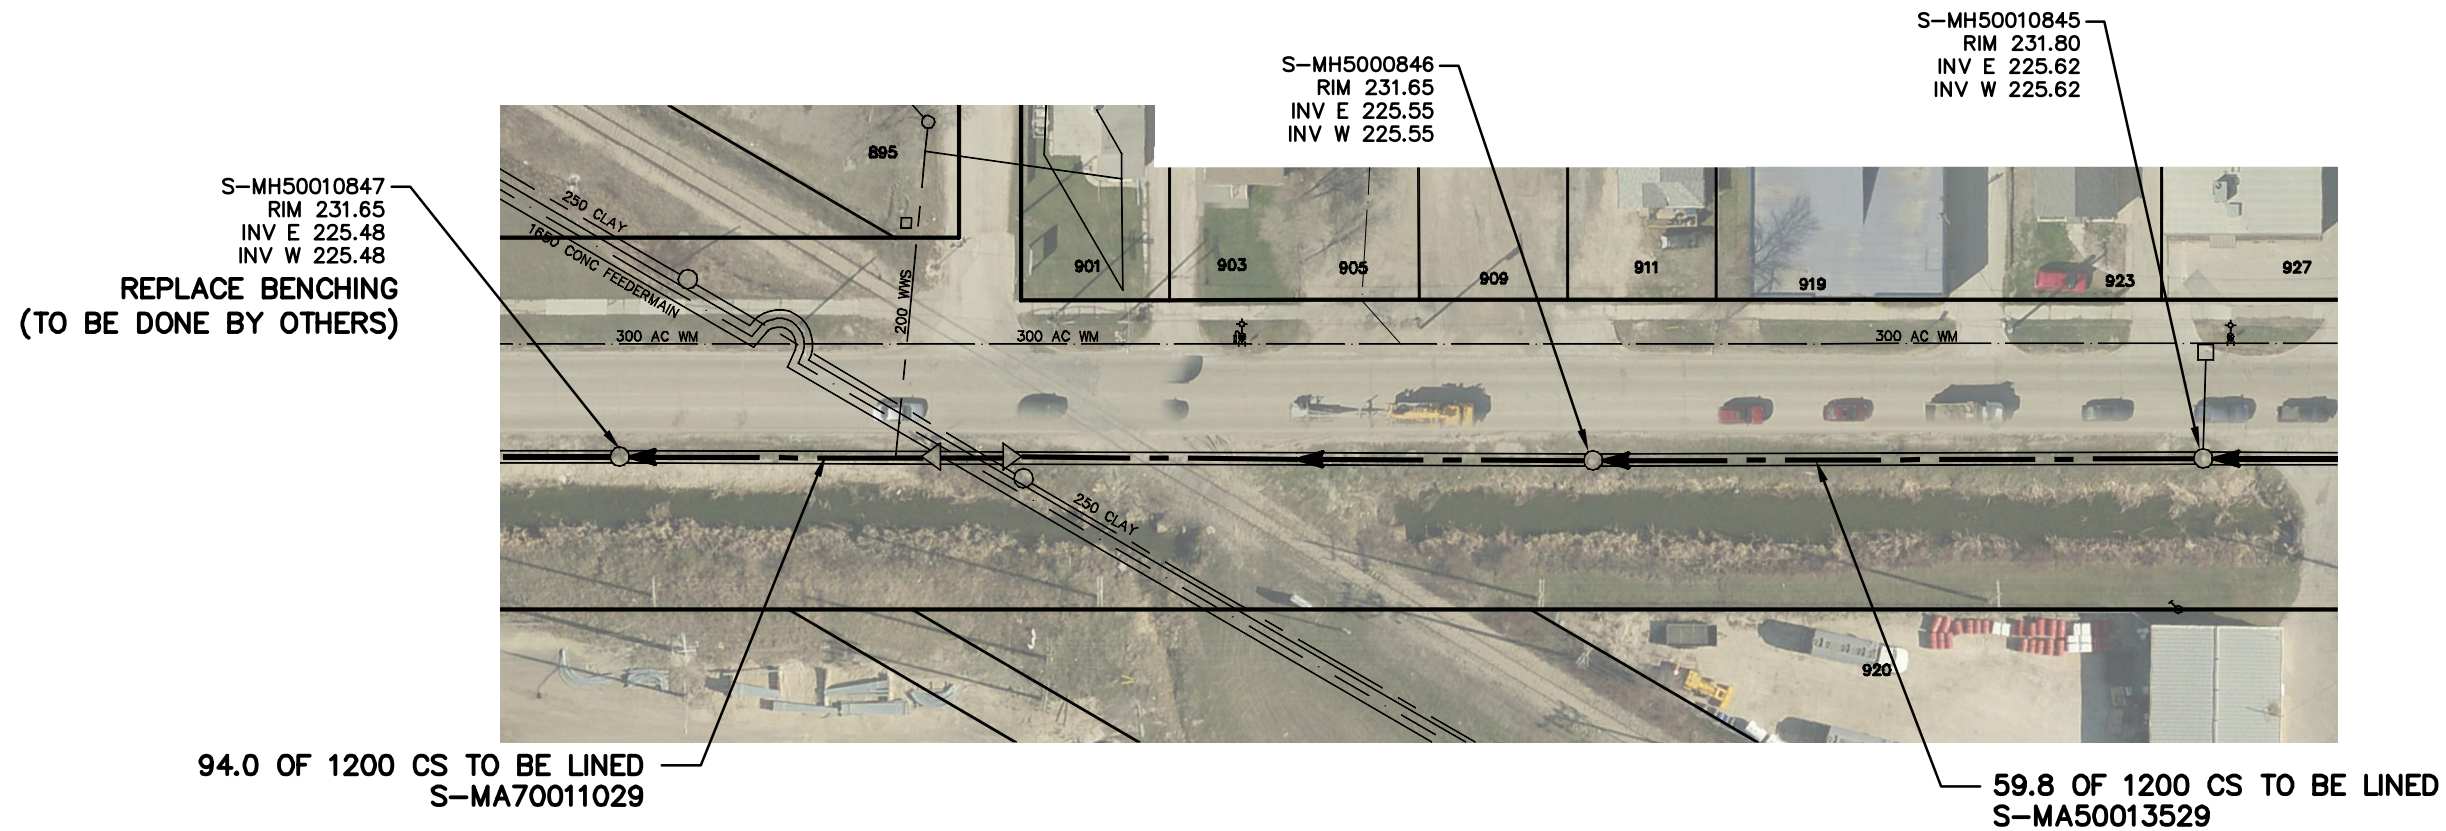 S-MH50010845
RIM 231.80
INV E 225.62
INV W 225.62
S-MH5000846
RIM 231.65
INV E 225.55
INV W 225.55
S-MH50010847
RIM 231.65
INV E 225.48
INV W 225.48
REPLACE BENCHING
(TO BE DONE BY OTHERS)
895
250 CLAY
1650 CONC FEEDERMAIN
200 WWS
901
903
905
909
911
919
923
927
300 AC WM
300 AC WM
300 AC WM
250 CLAY
920
94.0 OF 1200 CS TO BE LINED
S-MA70011029
59.8 OF 1200 CS TO BE LINED
S-MA50013529